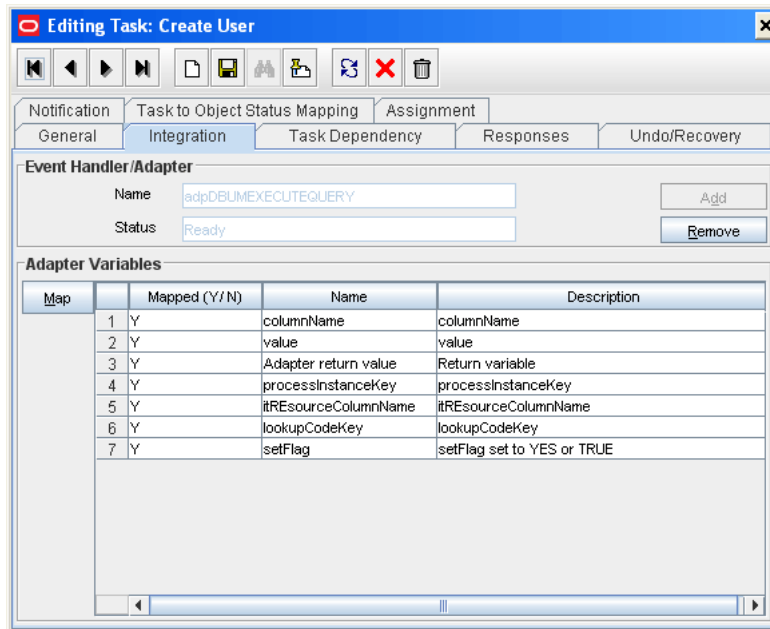 Editing Task: Create User
Notification Task to Object Status Mapping Assignment
General Integration Task Dependency Responses Undo/Recovery
Event Handler/Adapter
Name adpDBUMEXECUTEQUERY Add
Status Ready Remove
Adapter Variables
Map Mapped (Y/N) Name Description
1 Y columnName columnName
2 Y value value
3 Y Adapter return value Return variable
4 Y processInstanceKey processInstanceKey
5 Y itREsourceColumnName itREsourceColumnName
6 Y lookupCodeKey lookupCodeKey
7 Y setFlag setFlag set to YES or TRUE